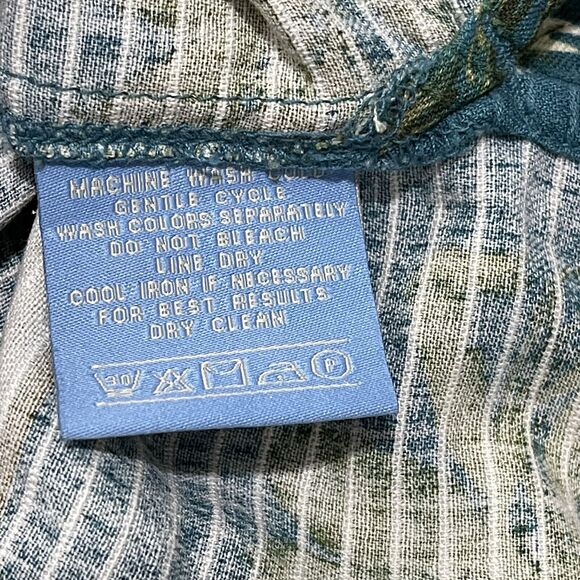 MACHINE WASH COLD
GENTLE CYCLE
WASH COLORS SEPARATELY
DO NOT BLEACH
LINE DRY
COOL IRON IF NECESSARY
FOR BEST RESULTS
DRY CLEAN
30 P